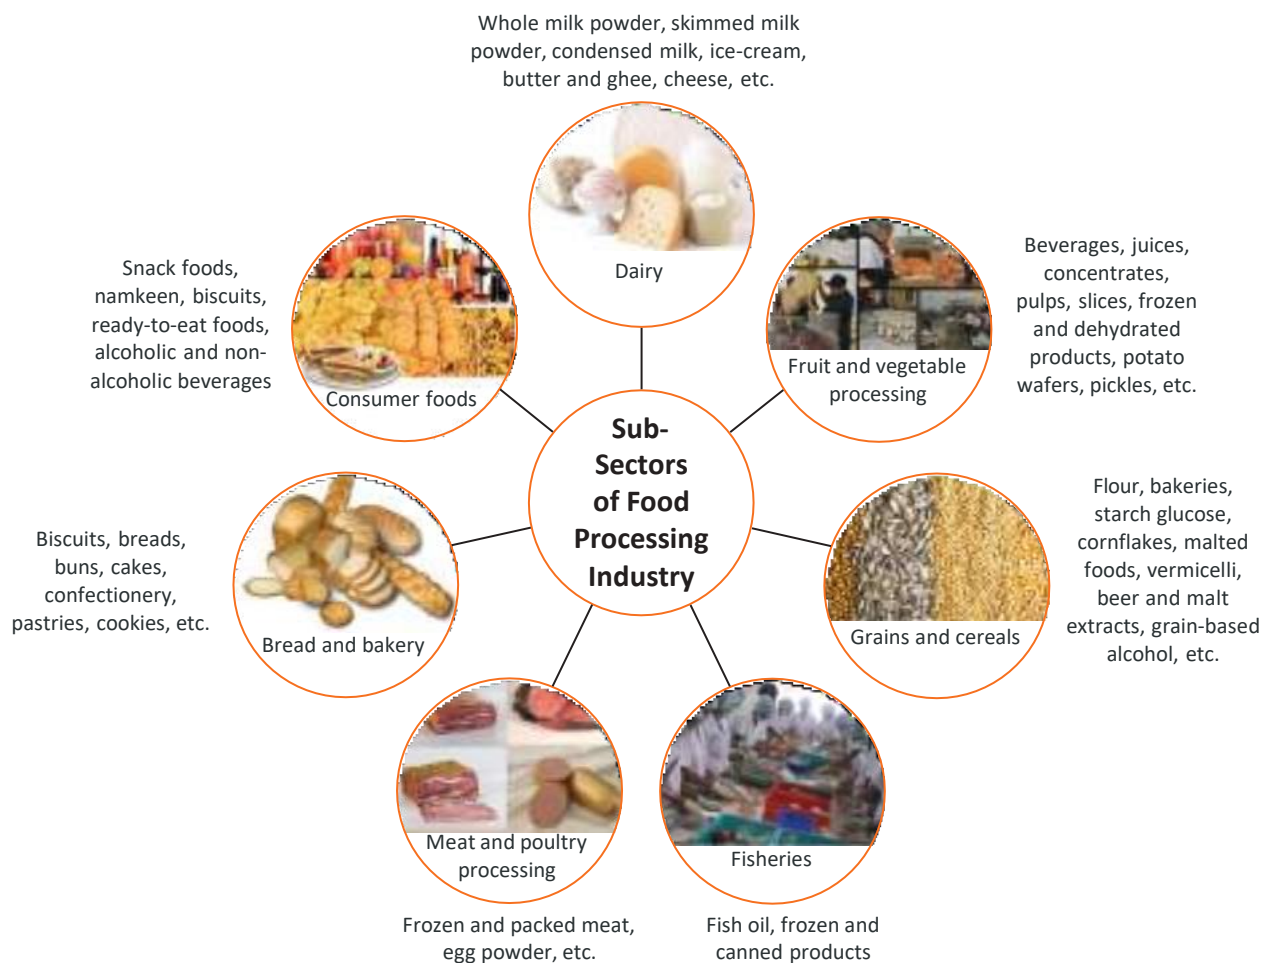 Whole milk powder, skimmed milk
powder, condensed milk, ice-cream,
butter and ghee, cheese, etc.
Dairy
Beverages, juices,
concentrates,
pulps, slices, frozen
and dehydrated
products, potato
wafers, pickles, etc.
Fruit and vegetable
processing
Snack foods,
namkeen, biscuits,
ready-to-eat foods,
alcoholic and non-
alcoholic beverages
Consumer foods
Sub-
Sectors
of Food
Processing
Industry
Flour, bakeries,
starch glucose,
cornflakes, malted
foods, vermicelli,
beer and malt
extracts, grain-based
alcohol, etc.
Grains and cereals
Biscuits, breads,
buns, cakes,
confectionery,
pastries, cookies, etc.
Bread and bakery
Meat and poultry
processing
Frozen and packed meat,
egg powder, etc.
Fisheries
Fish oil, frozen and
canned products